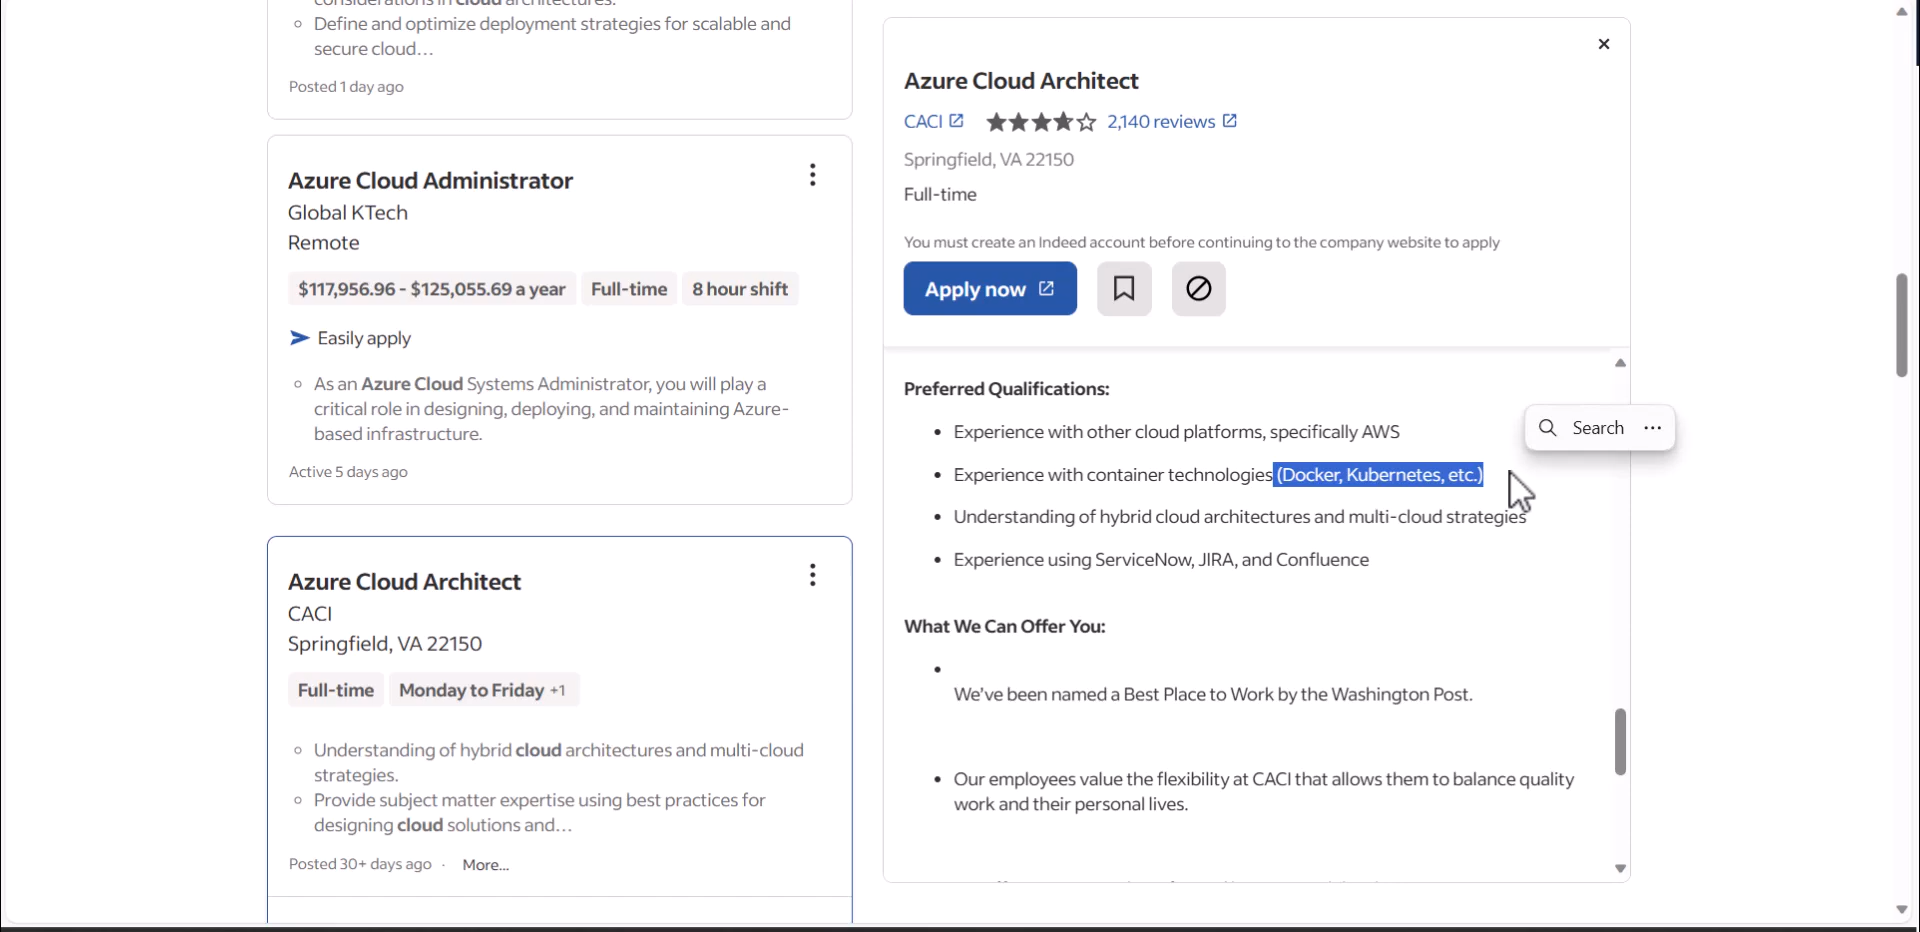 considerations in cloud architectures.
Define and optimize deployment strategies for scalable and
secure cloud…
Posted 1 day ago
Azure Cloud Administrator
Global KTech
Remote
$117,956.96 - $125,055.69 a year
Full-time
8 hour shift
Easily apply
As an Azure Cloud Systems Administrator, you will play a
critical role in designing, deploying, and maintaining Azure-
based infrastructure.
Active 5 days ago
Azure Cloud Architect
CACI
Springfield, VA 22150
Full-time
Monday to Friday +1
Understanding of hybrid cloud architectures and multi-cloud
strategies.
Provide subject matter expertise using best practices for
designing cloud solutions and…
Posted 30+ days ago · More...
Azure Cloud Architect
CACI
2,140 reviews
Springfield, VA 22150
Full-time
You must create an Indeed account before continuing to the company website to apply
Apply now
Preferred Qualifications:
Experience with other cloud platforms, specifically AWS
Search
Experience with container technologies (Docker, Kubernetes, etc.)
Understanding of hybrid cloud architectures and multi-cloud strategies
Experience using ServiceNow, JIRA, and Confluence
What We Can Offer You:
We've been named a Best Place to Work by the Washington Post.
Our employees value the flexibility at CACI that allows them to balance quality
work and their personal lives.